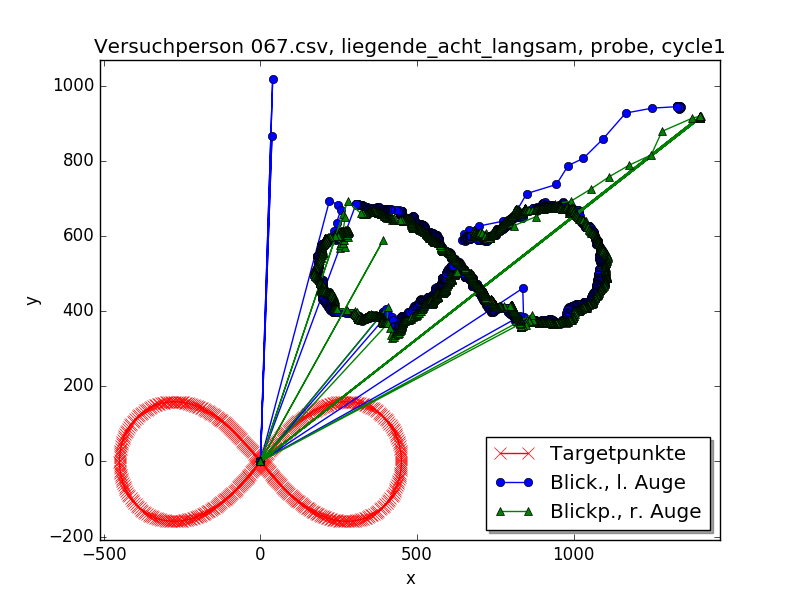 Versuchperson 067.csv, liegende_acht_langsam, probe, cycle1
1000
800
600
400
200
0
−200
y
−500
0
500
1000
x
Targetpunkte
Blick., l. Auge
Blickp., r. Auge